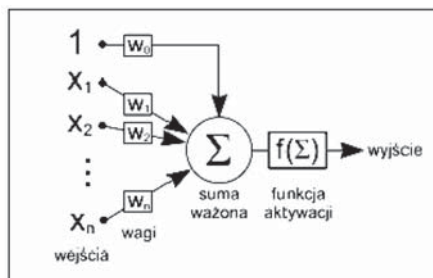 1 w₀
x₁ w₁
x₂ w₂
⋮
xₙ wₙ
Σ f(Σ) wyjście
suma ważona
funkcja aktywacji
wagi
wejścia